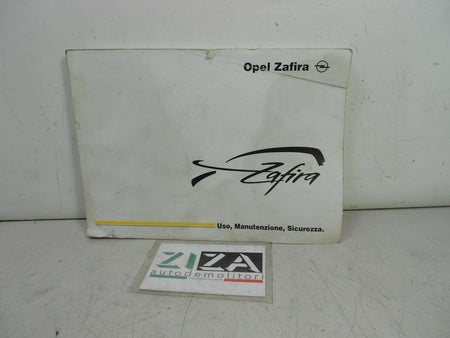 Opel Zafira
Zafira
Uso, Manutenzione, Sicurezza.
ZIZA
autodemolitori